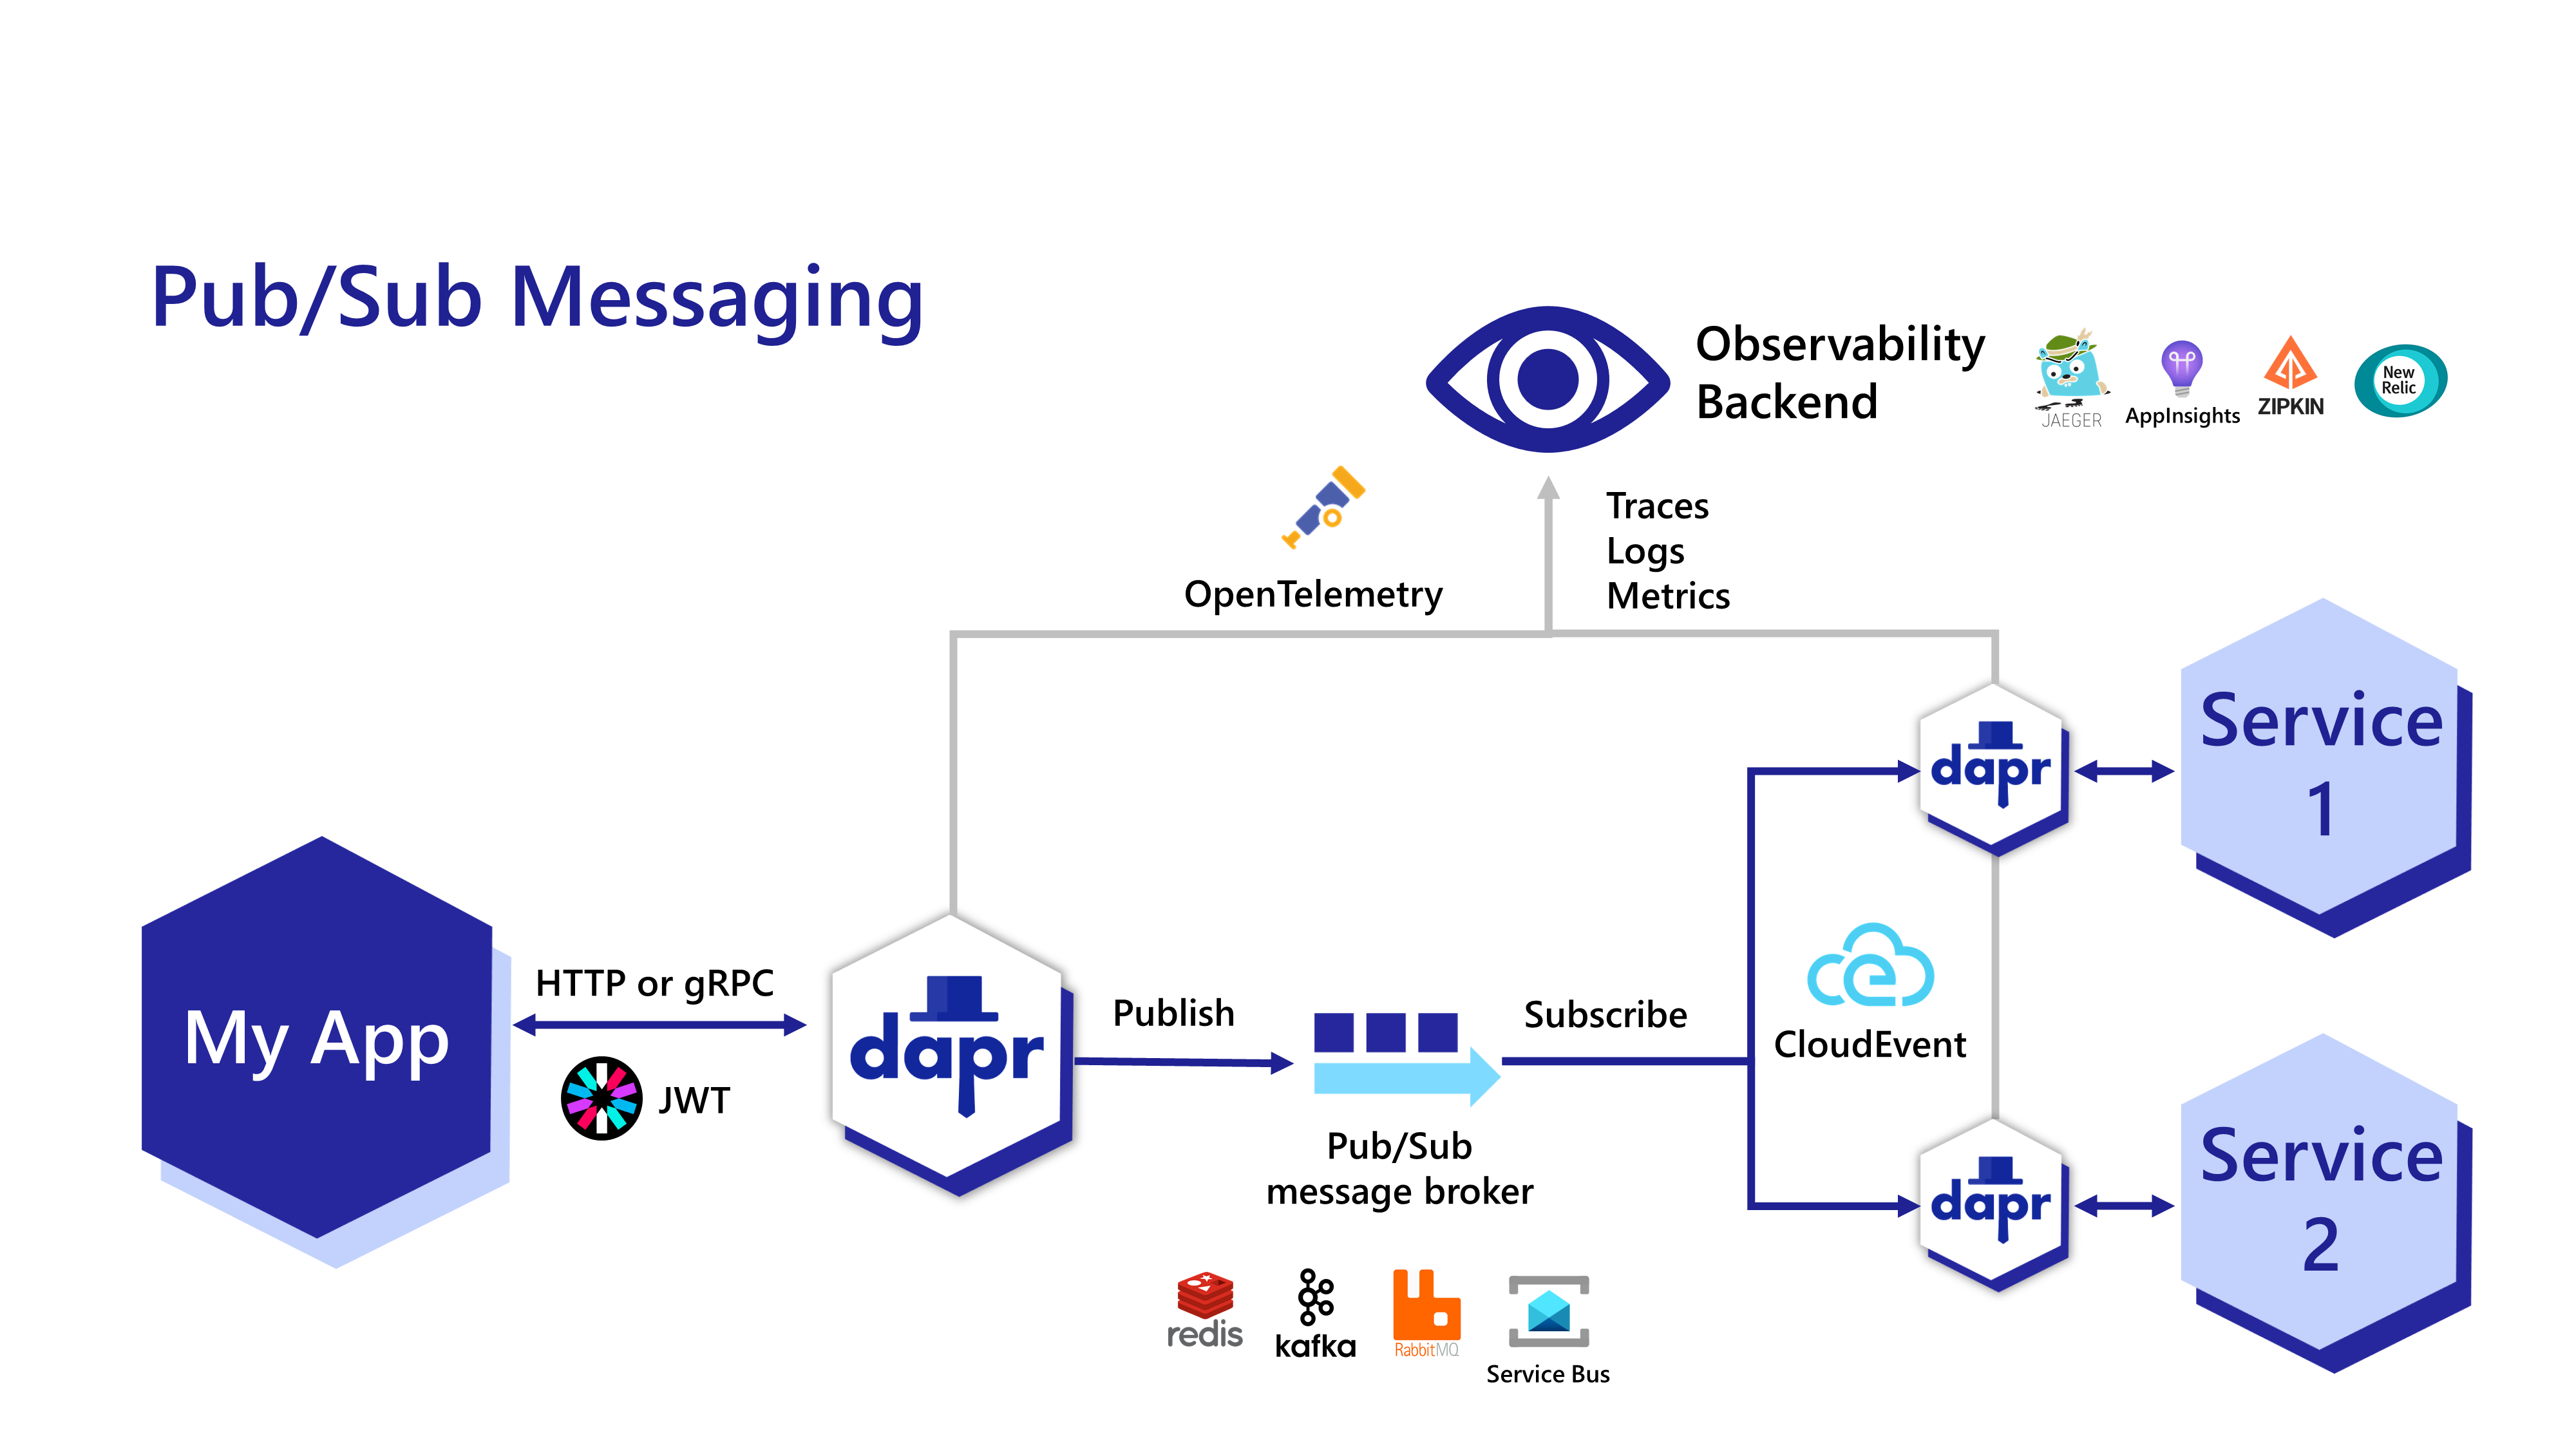 Pub/Sub Messaging
Observability
Backend
JAEGER
AppInsights
ZIPKIN
New
Relic
OpenTelemetry
Traces
Logs
Metrics
Service
1
dapr
My App
HTTP or gRPC
JWT
dapr
Publish
Pub/Sub
message broker
Subscribe
CloudEvent
dapr
Service
2
redis
kafka
RabbitMQ
Service Bus